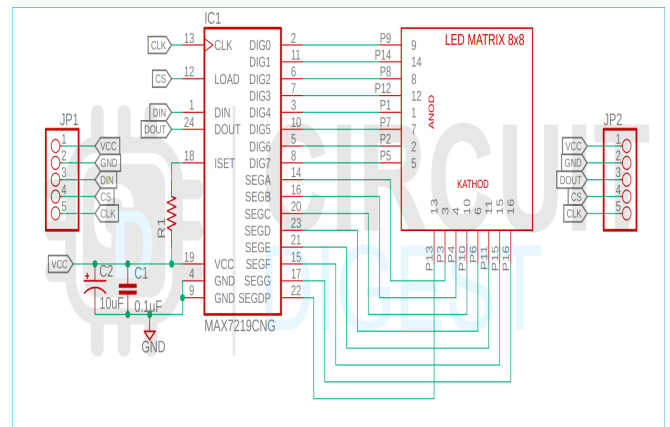 IC1
CLK 13 CLK DIG0 2 P9 9 LED MATRIX 8x8
DIG1 11 P14 14
CS 12 LOAD DIG2 6 P8 8
DIG3 7 P12 12
DIN 1 DIN DIG4 3 P1 1 ANOD
DOUT 24 DOUT DIG5 10 P7 7
DIG6 5 P2 2
18 ISET DIG7 8 P5 5
SEGA 14
SEGB 16
SEGC 20
SEGD 23
SEGE 21
VCC 19 VCC SEGF 15
4 GND SEGG 17
9 GND SEGDP 22
MAX7219CNG
KATHOD
13 3 4 10 6 11 15 16
P13 P3 P4 P10 P6 P11 P15 P16
JP1
1 VCC
2 GND
3 DIN
4 CS
5 CLK
JP2
VCC 1
GND 2
DOUT 3
CS 4
CLK 5
R1
+
C2 C1
10uF 0.1uF
GND
CIRCUIT
DIGEST